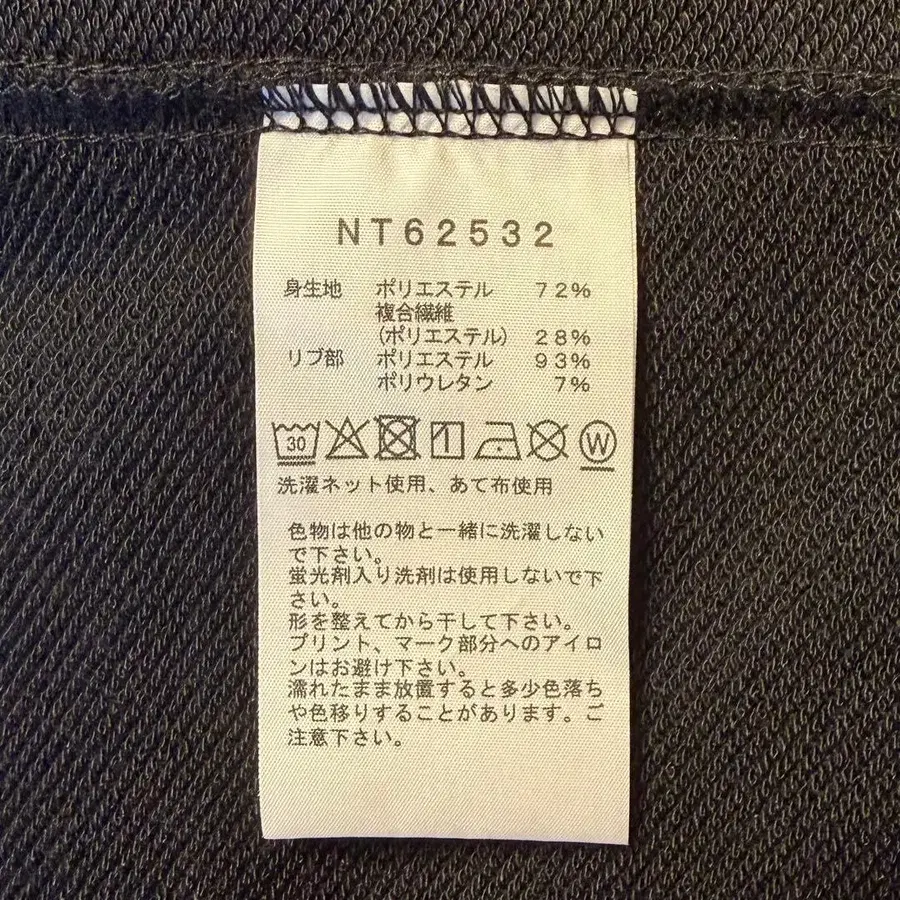 NT62532
身生地 ポリエステル 72%
複合繊維
(ポリエステル) 28%
リブ部 ポリエステル 93%
ポリウレタン 7%
30 W
洗濯ネット使用、あて布使用
色物は他の物と一緒に洗濯しない
で下さい。
蛍光剤入り洗剤は使用しないで下
さい。
形を整えてから干して下さい。
プリント、マーク部分へのアイロ
ンはお避け下さい。
濡れたまま放置すると多少色落ち
や色移りすることがあります。ご
注意下さい。